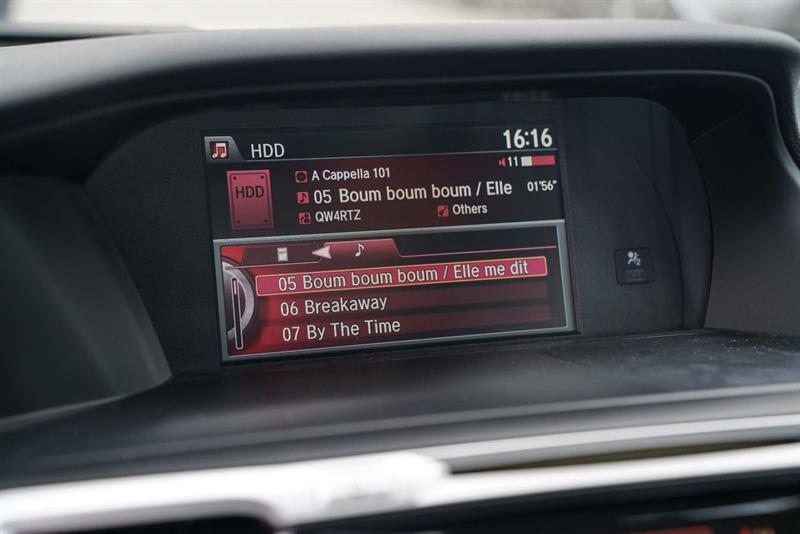 HDD
16:16
11
HDD
A Cappella 101
05 Boum boum boum / Elle 01'56"
QW4RTZ
Others
05 Boum boum boum / Elle me dit
06 Breakaway
07 By The Time